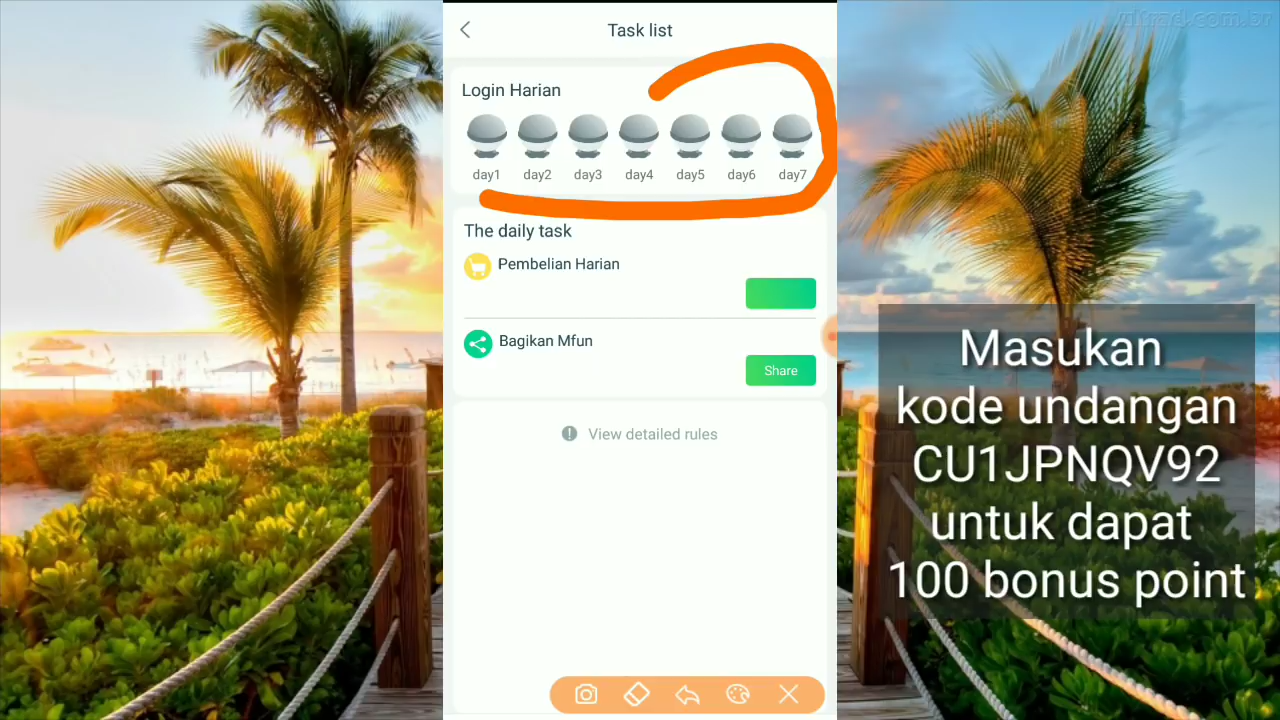 Task list
Login Harian
day1 day2 day3 day4 day5 day6 day7
The daily task
Pembelian Harian
Bagikan Mfun
Share
View detailed rules
Masukan
kode undangan
CU1JPNQV92
untuk dapat
100 bonus point